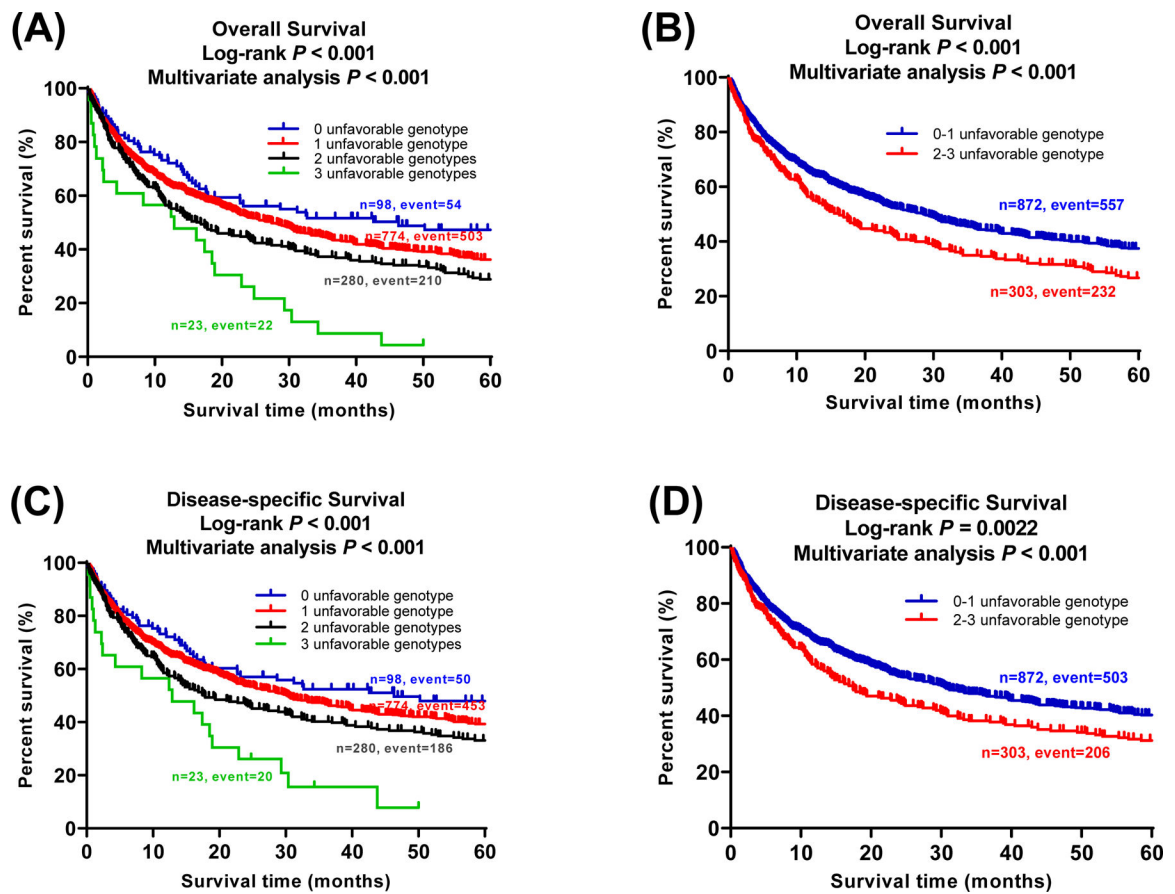 (A)
Overall Survival
Log-rank P < 0.001
Multivariate analysis P < 0.001
Percent survival (%)
100
80
60
40
20
0
0 unfavorable genotype
1 unfavorable genotype
2 unfavorable genotypes
3 unfavorable genotypes
n=98, event=54
n=774, event=503
n=280, event=210
n=23, event=22
0 10 20 30 40 50 60
Survival time (months)
(B)
Overall Survival
Log-rank P < 0.001
Multivariate analysis P < 0.001
Percent survival (%)
100
80
60
40
20
0
0-1 unfavorable genotype
2-3 unfavorable genotype
n=872, event=557
n=303, event=232
0 10 20 30 40 50 60
Survival time (months)
(C)
Disease-specific Survival
Log-rank P < 0.001
Multivariate analysis P < 0.001
Percent survival (%)
100
80
60
40
20
0
0 unfavorable genotype
1 unfavorable genotype
2 unfavorable genotypes
3 unfavorable genotypes
n=98, event=50
n=774, event=453
n=280, event=186
n=23, event=20
0 10 20 30 40 50 60
Survival time (months)
(D)
Disease-specific Survival
Log-rank P = 0.0022
Multivariate analysis P < 0.001
Percent survival (%)
100
80
60
40
20
0
0-1 unfavorable genotype
2-3 unfavorable genotype
n=872, event=503
n=303, event=206
0 10 20 30 40 50 60
Survival time (months)